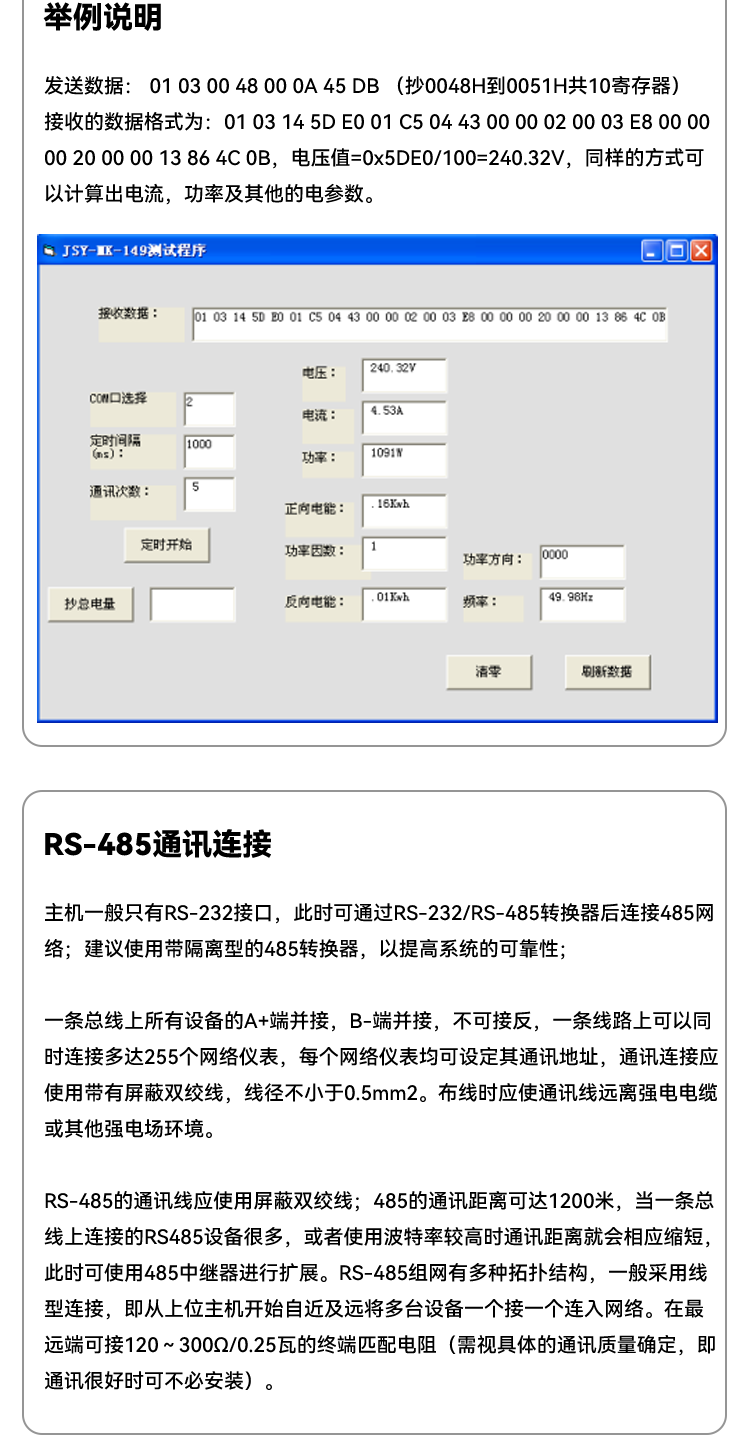 举例说明
发送数据： 01 03 00 48 00 0A 45 DB （抄0048H到0051H共10寄存器）
接收的数据格式为：01 03 14 5D E0 01 C5 04 43 00 00 02 00 03 E8 00 00
00 20 00 00 13 86 4C 0B，电压值=0x5DE0/100=240.32V，同样的方式可
以计算出电流，功率及其他的电参数。
JSY-MK-149测试程序
接收数据：
01 03 14 5D E0 01 C5 04 43 00 00 02 00 03 E8 00 00 00 20 00 00 13 86 4C 0B
电压： 240.32V
COM口选择 2
电流： 4.53A
定时间隔
(ms)： 1000
功率： 1091W
通讯次数： 5
正向电能： .16Kwh
定时开始
功率因数： 1
功率方向： 0000
抄总电量
反向电能： .01Kwh
频率： 49.98Hz
清零
刷新数据
RS-485通讯连接
主机一般只有RS-232接口，此时可通过RS-232/RS-485转换器后连接485网
络；建议使用带隔离型的485转换器，以提高系统的可靠性；
一条总线上所有设备的A+端并接，B-端并接，不可接反，一条线路上可以同
时连接多达255个网络仪表，每个网络仪表均可设定其通讯地址，通讯连接应
使用带有屏蔽双绞线，线径不小于0.5mm2。布线时应使通讯线远离强电电缆
或其他强电场环境。
RS-485的通讯线应使用屏蔽双绞线；485的通讯距离可达1200米，当一条总
线上连接的RS485设备很多，或者使用波特率较高时通讯距离就会相应缩短，
此时可使用485中继器进行扩展。RS-485组网有多种拓扑结构，一般采用线
型连接，即从上位主机开始自近及远将多台设备一个接一个连入网络。在最
远端可接120～300Ω/0.25瓦的终端匹配电阻（需视具体的通讯质量确定，即
通讯很好时可不必安装）。